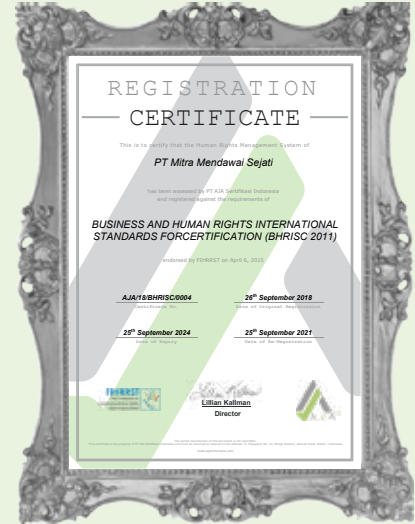 REGISTRATION
CERTIFICATE
This is to certify that the Human Rights Management System of
PT Mitra Mendawai Sejati
has been assessed by PT AJA Sertifikasi Indonesia
and registered against the requirements of
BUSINESS AND HUMAN RIGHTS INTERNATIONAL
STANDARDS FORCERTIFICATION (BHRISC 2011)
endorsed by FIHRRST on April 6, 2015
AJA/18/BHRISC/0004 26th September 2018
Certificate No. Date of Original Registration
25th September 2024 25th September 2021
Date of Expiry Date of Re-Registration
FIHRRST
Lillian Kallman
Director